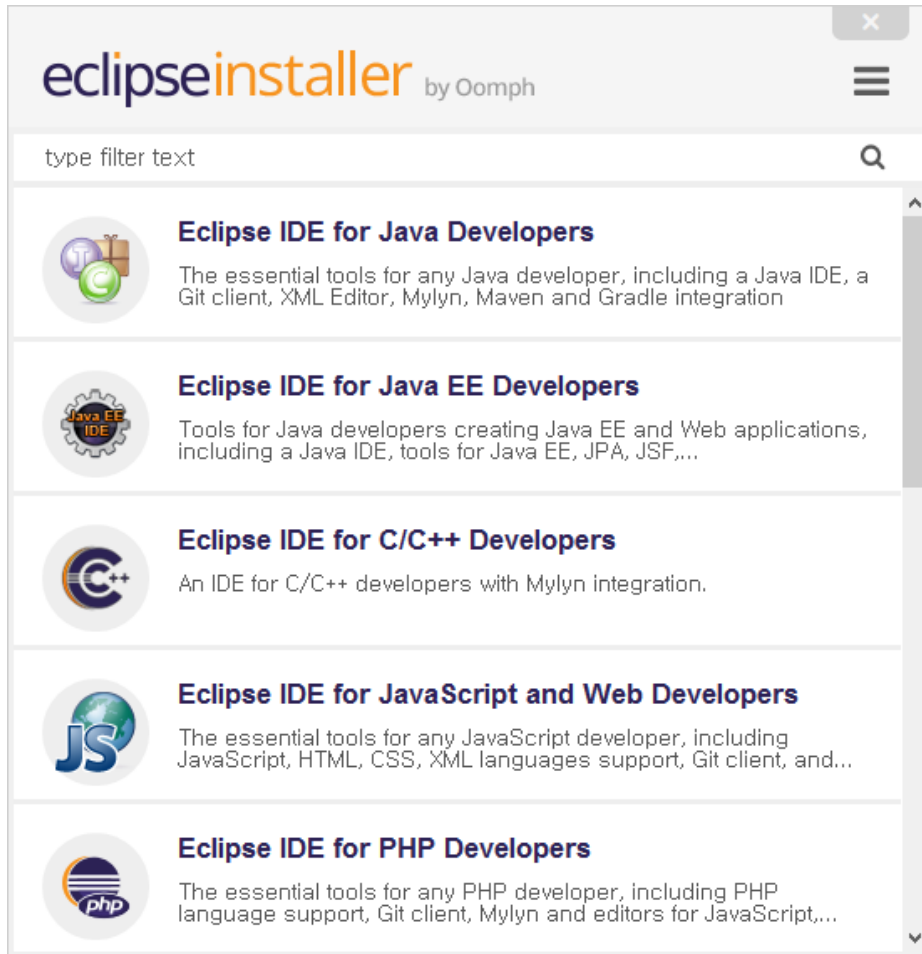 eclipseinstaller by Oomph
type filter text
Eclipse IDE for Java Developers
The essential tools for any Java developer, including a Java IDE, a
Git client, XML Editor, Mylyn, Maven and Gradle integration
Java EE
IDE
Eclipse IDE for Java EE Developers
Tools for Java developers creating Java EE and Web applications,
including a Java IDE, tools for Java EE, JPA, JSF,...
C++
Eclipse IDE for C/C++ Developers
An IDE for C/C++ developers with Mylyn integration.
JS
Eclipse IDE for JavaScript and Web Developers
The essential tools for any JavaScript developer, including
JavaScript, HTML, CSS, XML languages support, Git client, and...
php
Eclipse IDE for PHP Developers
The essential tools for any PHP developer, including PHP
language support, Git client, Mylyn and editors for JavaScript,...